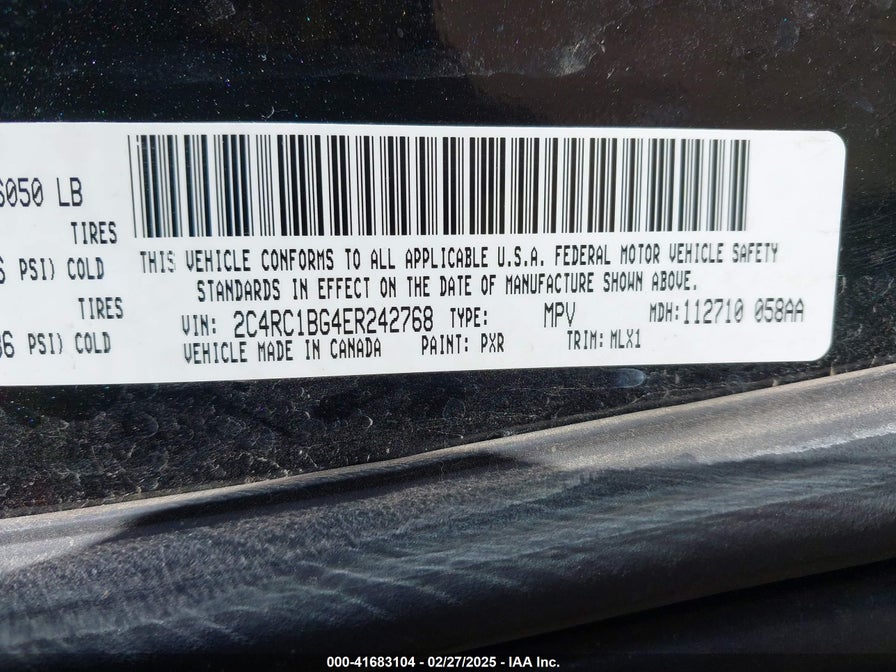 6050 LB
TIRES
PSI) COLD
TIRES
36 PSI) COLD
THIS VEHICLE CONFORMS TO ALL APPLICABLE U.S.A. FEDERAL MOTOR VEHICLE SAFETY
STANDARDS IN EFFECT ON THE DATE OF MANUFACTURE SHOWN ABOVE.
VIN: 2C4RC1BG4ER242768 TYPE: MPV MDH:112710 058AA
VEHICLE MADE IN CANADA PAINT: PXR TRIM: MLX1
000-41683104 - 02/27/2025 - IAA Inc.